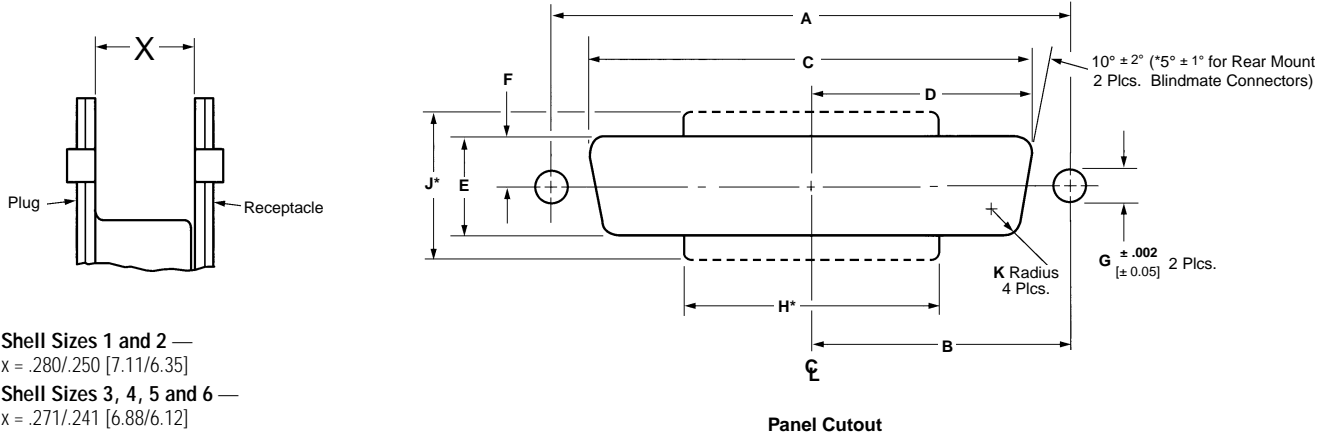 X
Plug
Receptacle
Shell Sizes 1 and 2 —
x = .280/.250 [7.11/6.35]
Shell Sizes 3, 4, 5 and 6 —
x = .271/.241 [6.88/6.12]
A
C
F
D
10° ± 2° (*5° ± 1° for Rear Mount
2 Plcs. Blindmate Connectors)
J*
E
G ± .002 [± 0.05] 2 Plcs.
K Radius
4 Plcs.
H*
B
℄
Panel Cutout